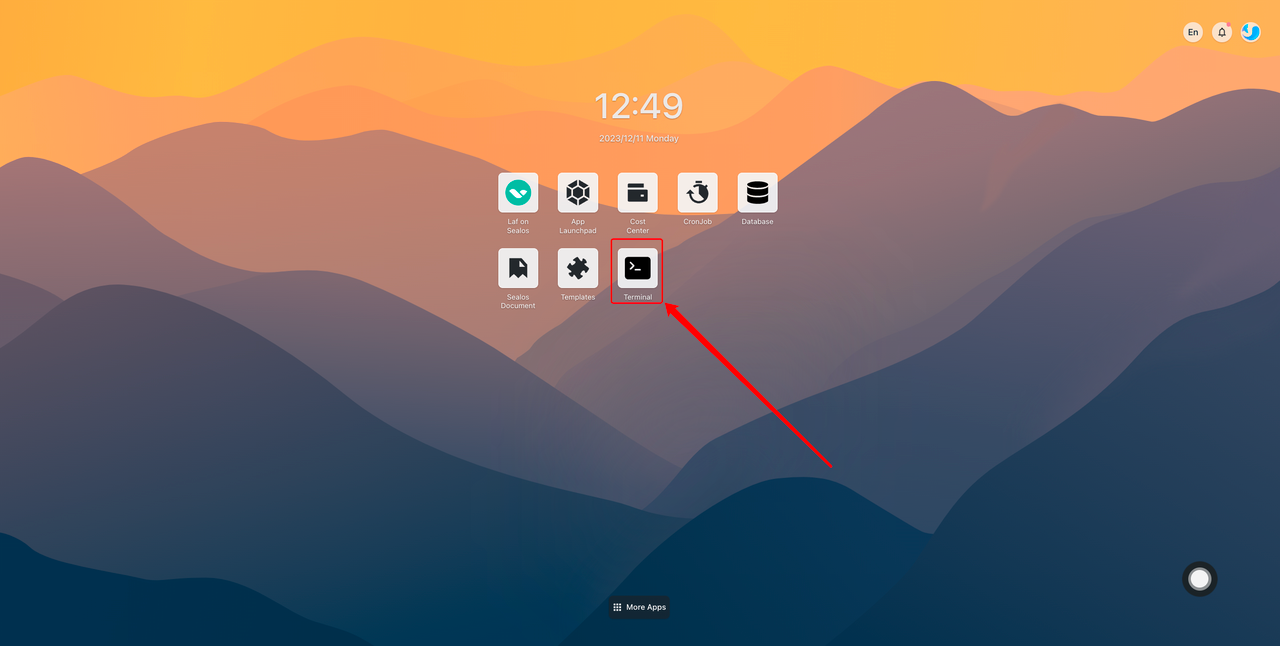 En
12:49
2023/12/11 Monday
Laf on
Sealos
App
Launchpad
Cost
Center
CronJob
Database
Sealos
Document
Templates
>_
Terminal
More Apps